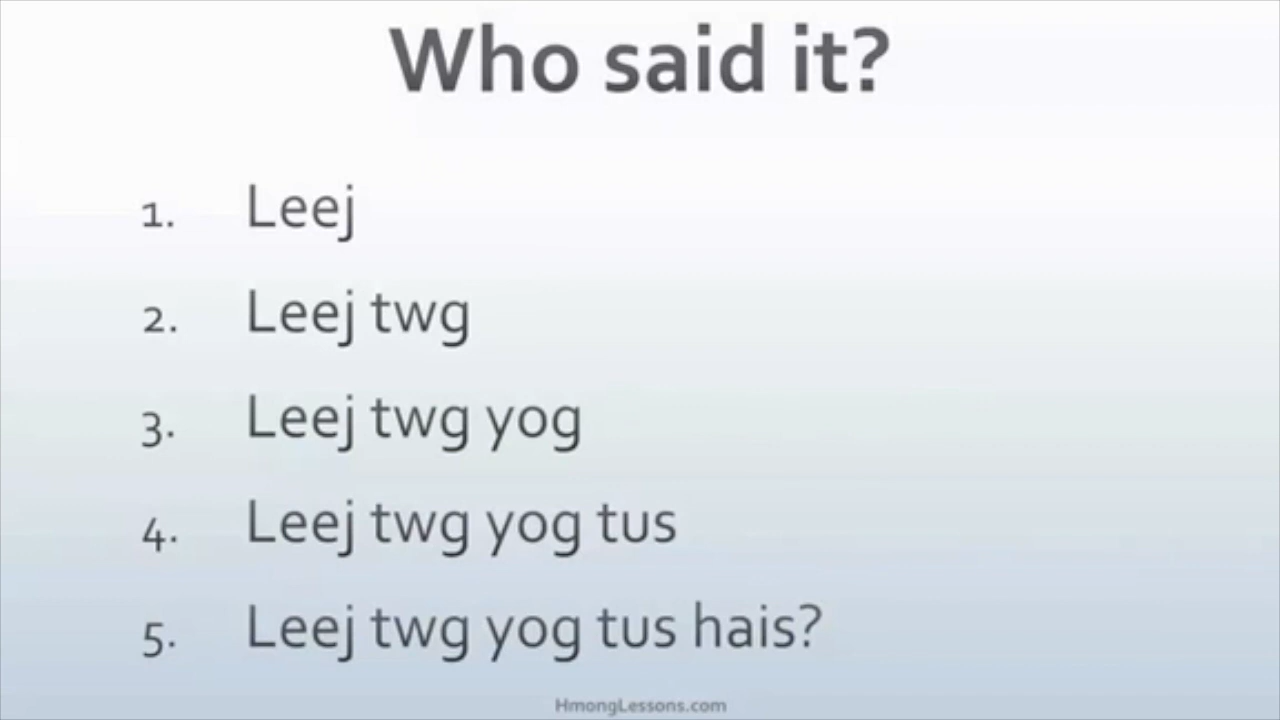 Who said it?
1. Leej
2. Leej twg
3. Leej twg yog
4. Leej twg yog tus
5. Leej twg yog tus hais?
HmongLessons.com